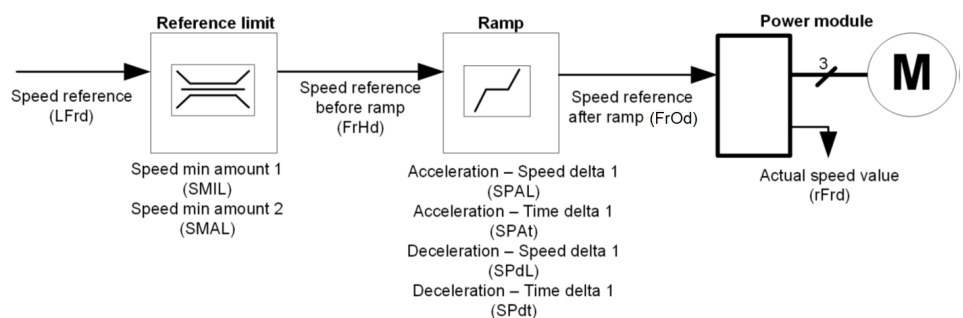 Reference limit
Ramp
Power module
Speed reference
(LFrd)
Speed reference
before ramp
(FrHd)
Speed reference
after ramp (FrOd)
3
M
Actual speed value
(rFrd)
Speed min amount 1
(SMIL)
Speed min amount 2
(SMAL)
Acceleration – Speed delta 1
(SPAL)
Acceleration – Time delta 1
(SPAt)
Deceleration – Speed delta 1
(SPdL)
Deceleration – Time delta 1
(SPdt)